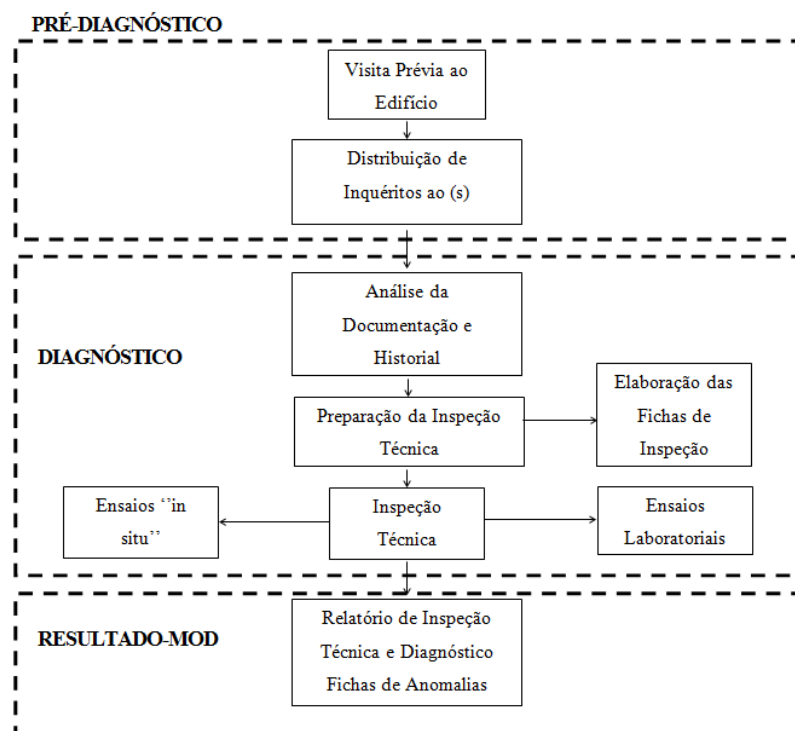 PRÉ-DIAGNÓSTICO
Visita Prévia ao
Edifício
Distribuição de
Inquéritos ao (s)
Análise da
Documentação e
Historial
DIAGNÓSTICO
Elaboração das
Fichas de
Inspeção
Preparação da Inspeção
Técnica
Ensaios ‘’in
situ’’
Inspeção
Técnica
Ensaios
Laboratoriais
RESULTADO-MOD
Relatório de Inspeção
Técnica e Diagnóstico
Fichas de Anomalias